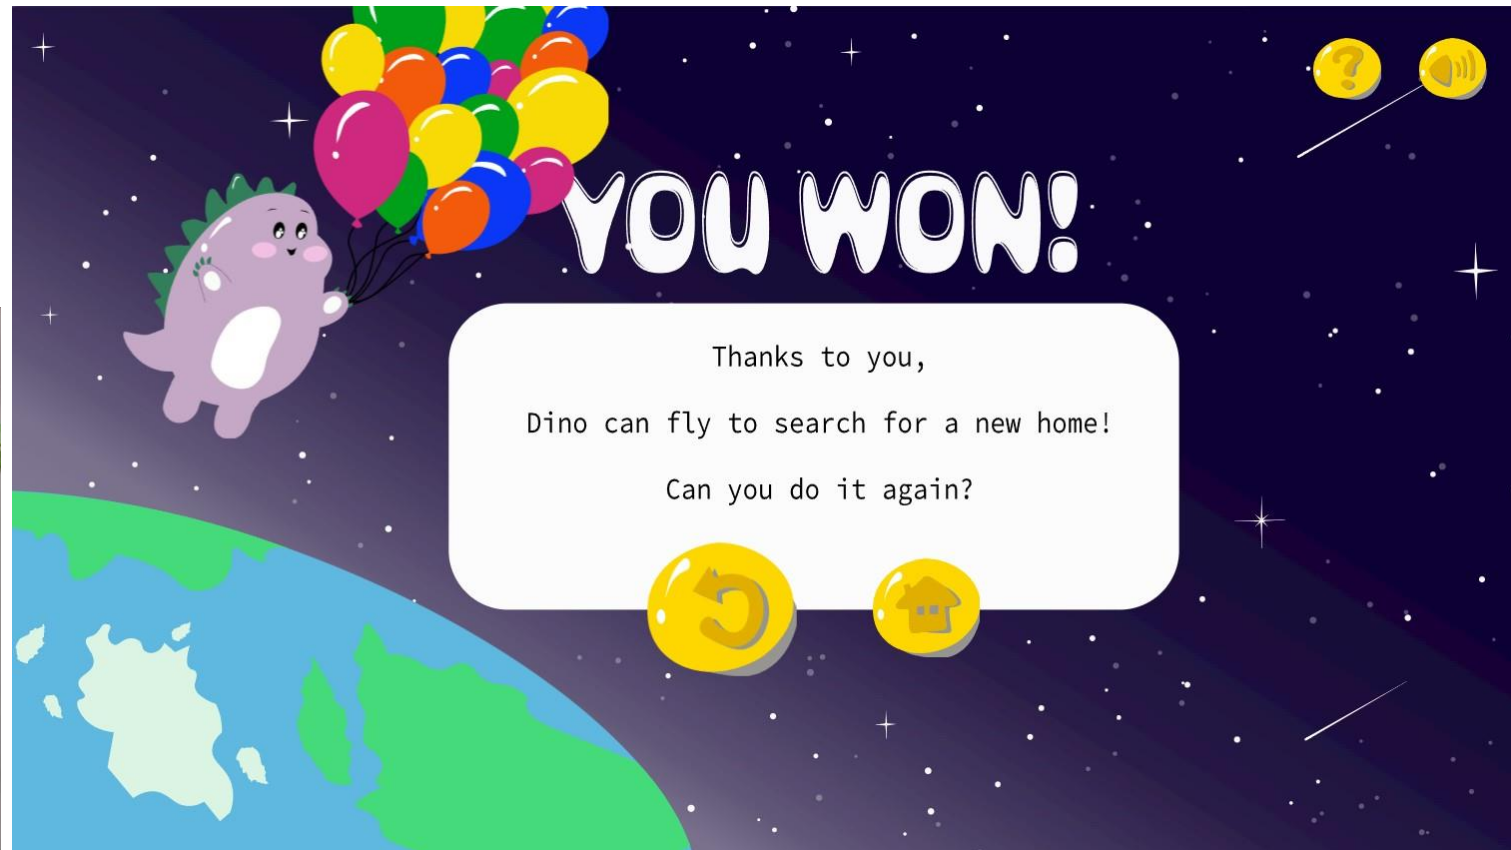 YOU WON!
Thanks to you,
Dino can fly to search for a new home!
Can you do it again?
?